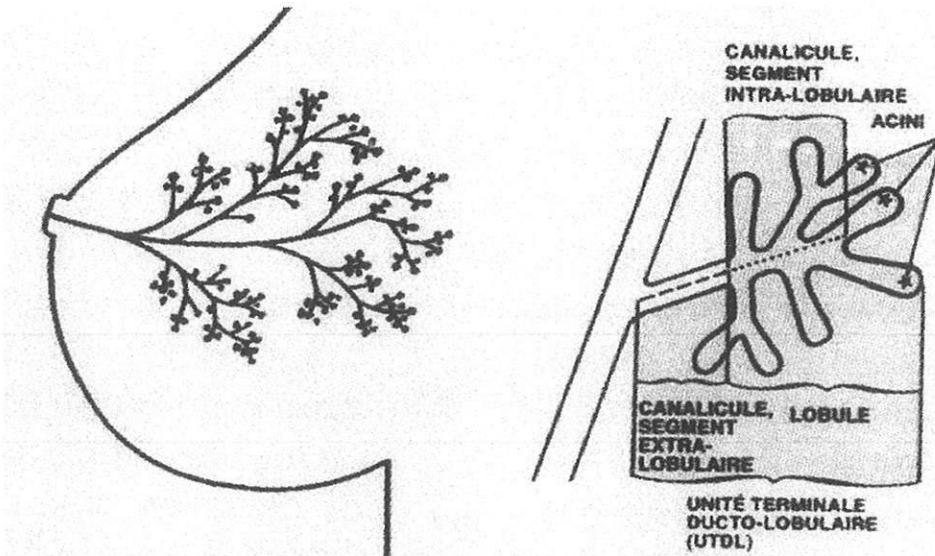 CANALICULE,
SEGMENT
INTRA-LOBULAIRE
ACINI
CANALICULE,
SEGMENT
EXTRA-
LOBULAIRE
LOBULE
UNITÉ TERMINALE
DUCTO-LOBULAIRE
(UTDL)